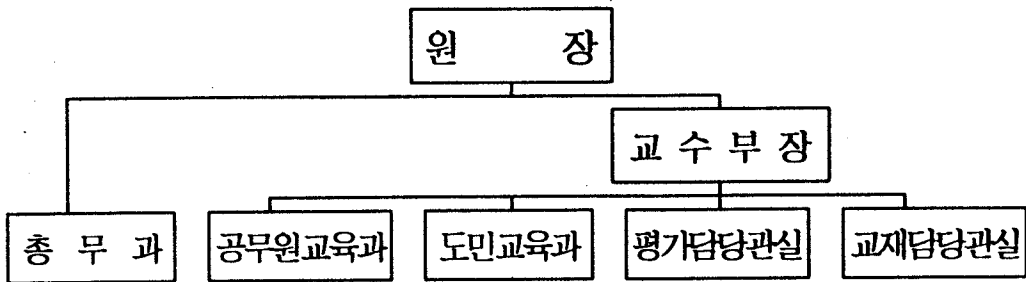 원 장
교 수 부 장
총 무 과
공무원교육과
도민교육과
평가담당관실
교재담당관실